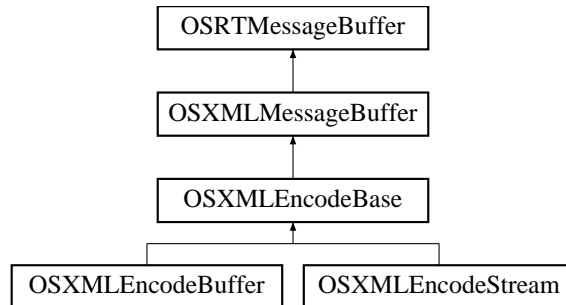 OSRTMessageBuffer
OSXMLMessageBuffer
OSXMLEncodeBase
OSXMLEncodeBuffer OSXMLEncodeStream